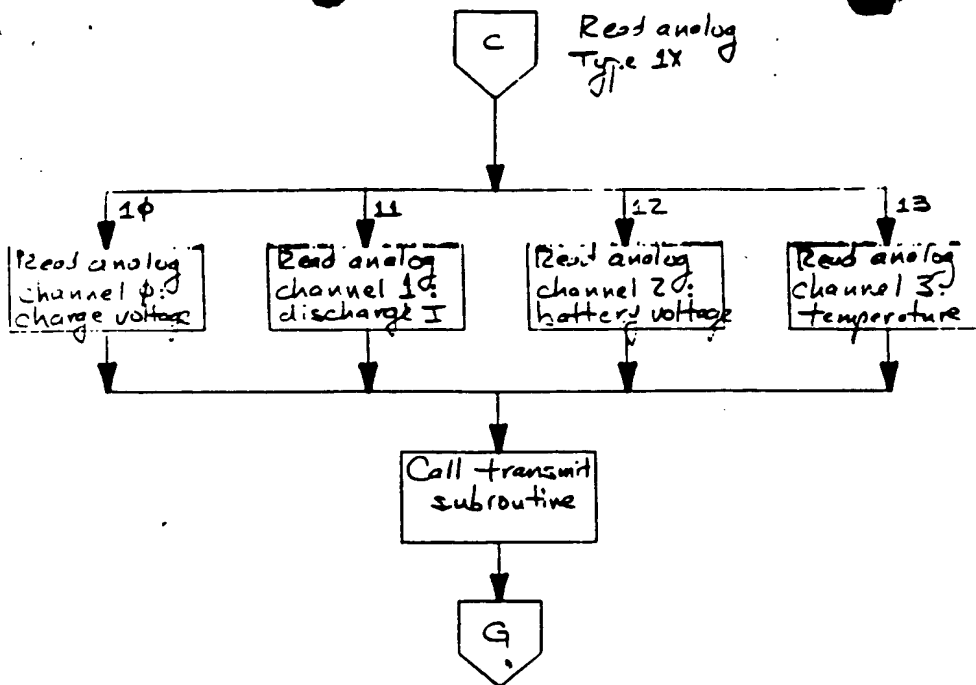 C
Read analog
Type 1X
1φ
11
12
13
Read analog
channel φ:
charge voltage
Read analog
channel 1:
discharge I
Read analog
channel 2:
battery voltage
Read analog
channel 3:
temperature
Call transmit
subroutine
G